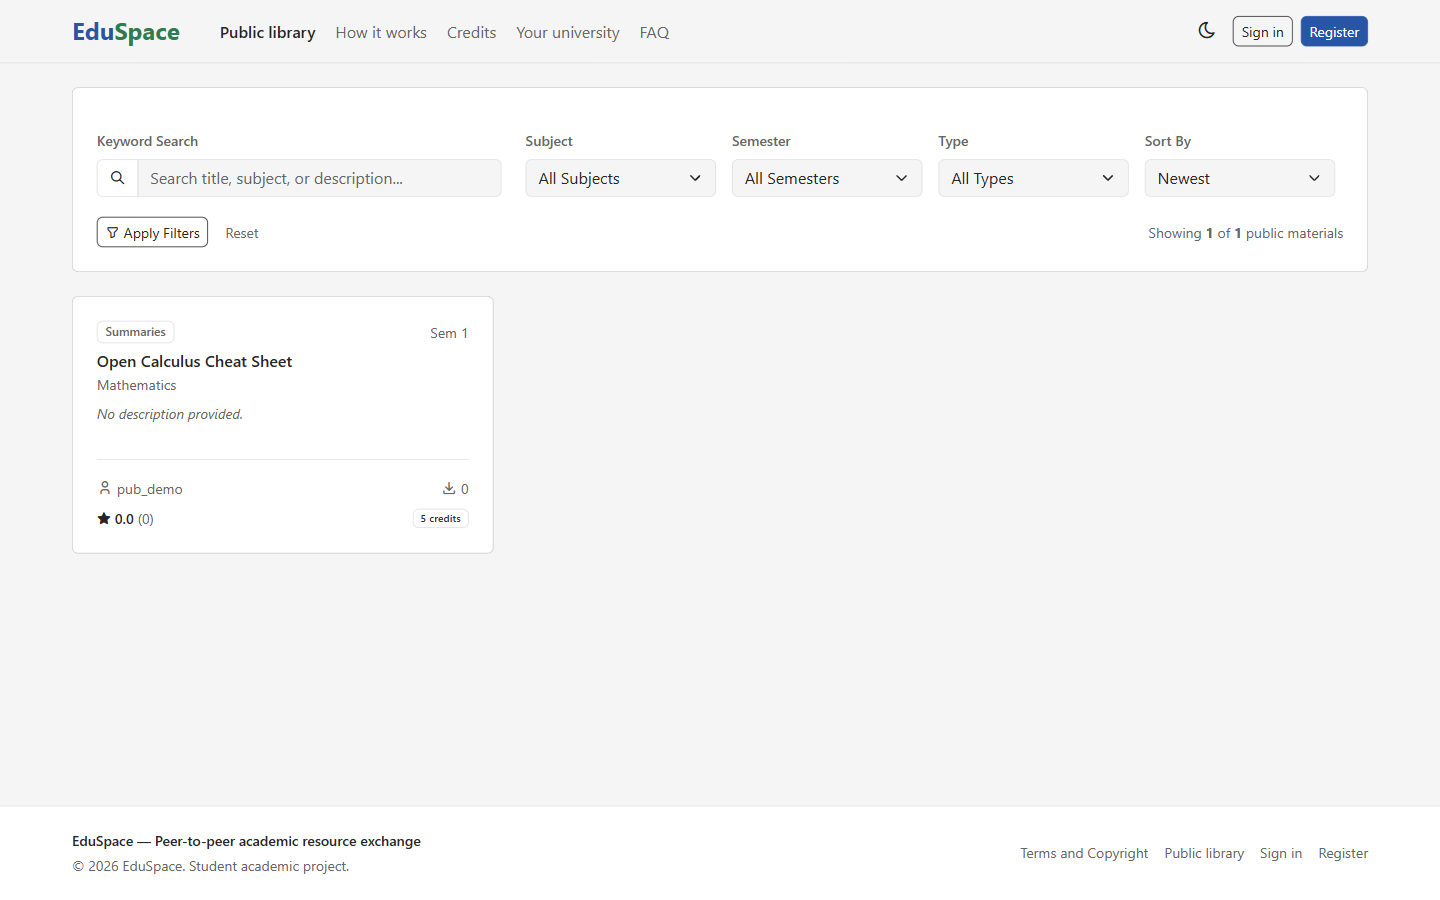 EduSpace Public library How it works Credits Your university FAQ Sign in Register
Keyword Search Subject Semester Type Sort By
Search title, subject, or description... All Subjects All Semesters All Types Newest
Apply Filters Reset Showing 1 of 1 public materials
Summaries Sem 1
Open Calculus Cheat Sheet
Mathematics
No description provided.
pub_demo 0
0.0 (0) 5 credits
EduSpace — Peer-to-peer academic resource exchange
© 2026 EduSpace. Student academic project.
Terms and Copyright Public library Sign in Register